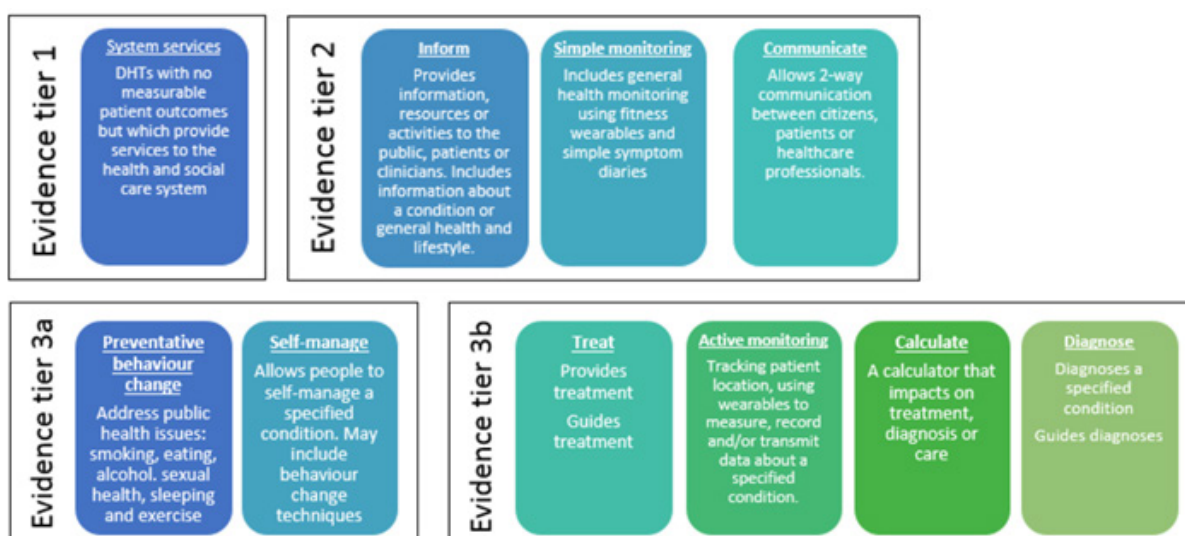 Evidence tier 1
System services
DHTs with no
measurable
patient outcomes
but which provide
services to the
health and social
care system
Evidence tier 2
Inform
Provides
information,
resources or
activities to the
public, patients or
clinicians. Includes
information about
a condition or
general health and
lifestyle.
Simple monitoring
Includes general
health monitoring
using fitness
wearables and
simple symptom
diaries
Communicate
Allows 2-way
communication
between citizens,
patients or
healthcare
professionals.
Evidence tier 3a
Preventative
behaviour
change
Address public
health issues:
smoking, eating,
alcohol. sexual
health, sleeping
and exercise
Self-manage
Allows people to
self-manage a
specified
condition. May
include
behaviour
change
techniques
Evidence tier 3b
Treat
Provides
treatment
Guides
treatment
Active monitoring
Tracking patient
location, using
wearables to
measure, record
and/or transmit
data about a
specified
condition.
Calculate
A calculator that
impacts on
treatment,
diagnosis or
care
Diagnose
Diagnoses a
specified
condition
Guides diagnoses